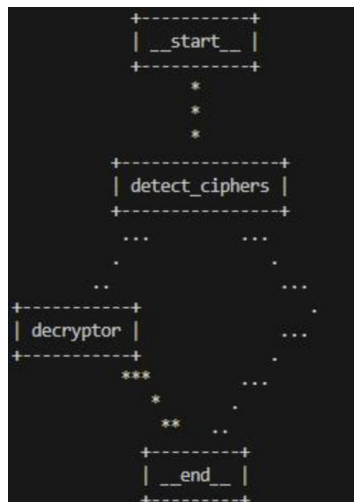 __start__
detect_ciphers
decryptor
__end__